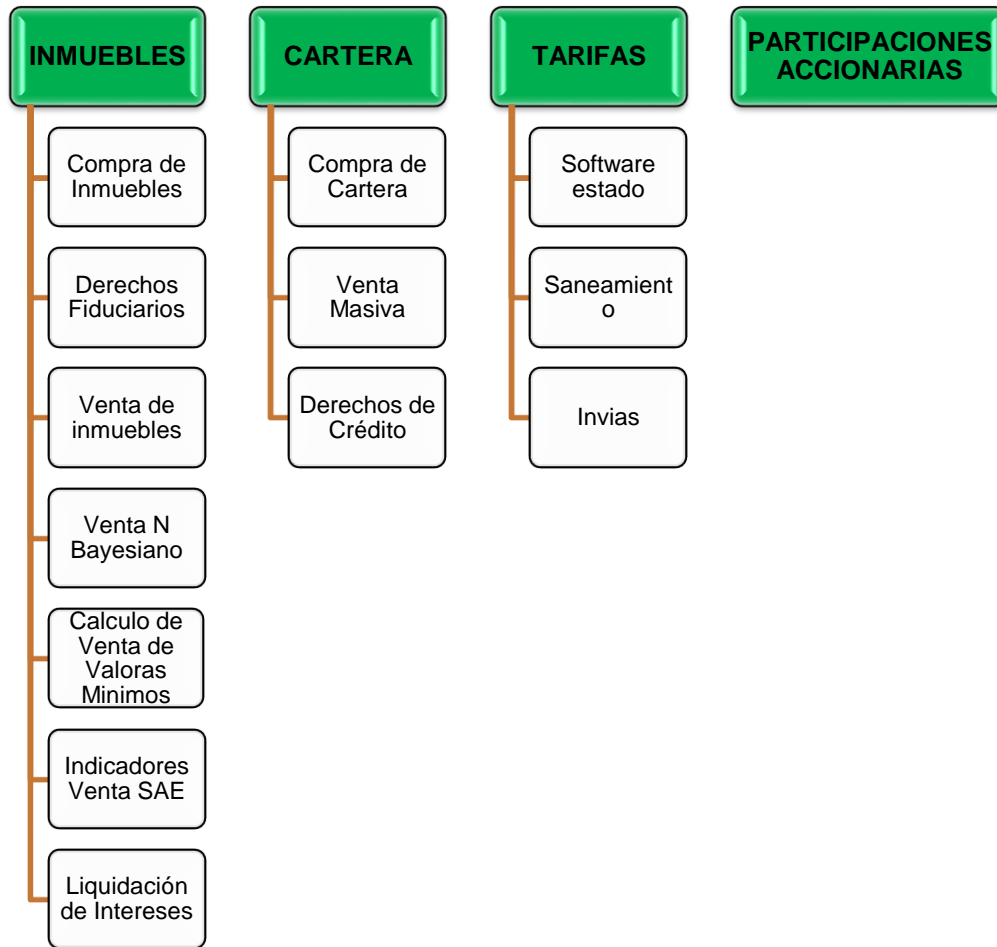 INMUEBLES
Compra de
Inmuebles
Derechos
Fiduciarios
Venta de
inmuebles
Venta N
Bayesiano
Calculo de
Venta de
Valoras
Minimos
Indicadores
Venta SAE
Liquidación
de Intereses
CARTERA
Compra de
Cartera
Venta
Masiva
Derechos de
Crédito
TARIFAS
Software
estado
Saneamient
o
Invias
PARTICIPACIONES
ACCIONARIAS